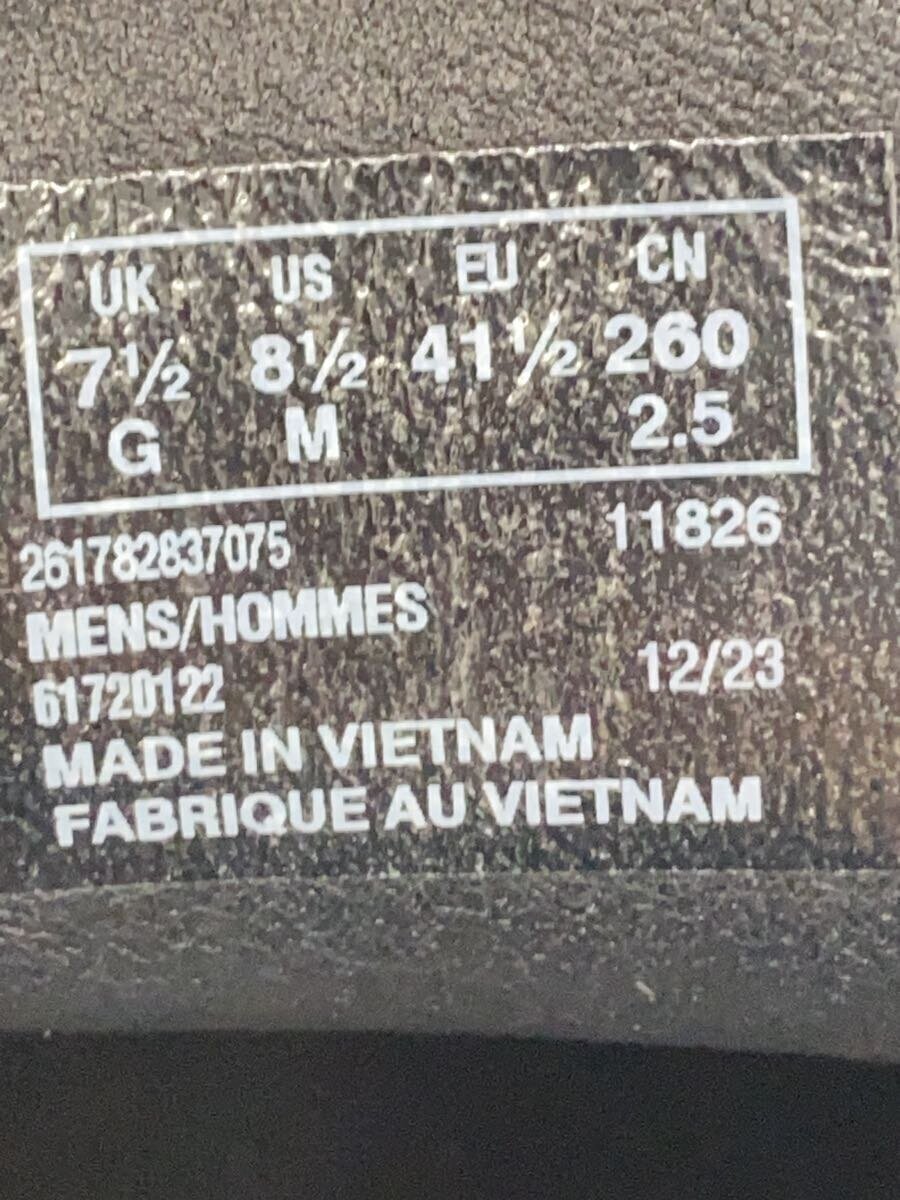 UK US EU CN
7½ 8½ 41½ 260
G M 2.5
261782837075 11826
MENS/HOMMES
61720122 12/23
MADE IN VIETNAM
FABRIQUE AU VIETNAM